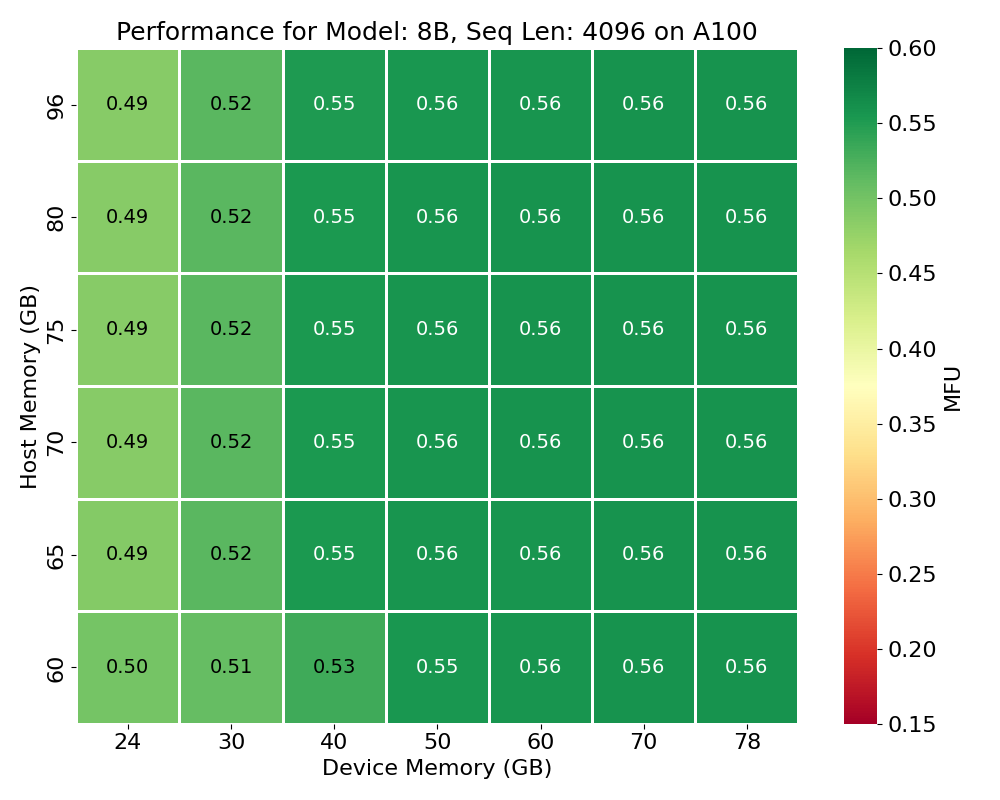 Performance for Model: 8B, Seq Len: 4096 on A100
96 0.49 0.52 0.55 0.56 0.56 0.56 0.56
80 0.49 0.52 0.55 0.56 0.56 0.56 0.56
75 0.49 0.52 0.55 0.56 0.56 0.56 0.56
70 0.49 0.52 0.55 0.56 0.56 0.56 0.56
65 0.49 0.52 0.55 0.56 0.56 0.56 0.56
60 0.50 0.51 0.53 0.55 0.56 0.56 0.56
24 30 40 50 60 70 78
Device Memory (GB)
Host Memory (GB)
0.60
0.55
0.50
0.45
0.40
0.35
0.30
0.25
0.20
0.15
MFU